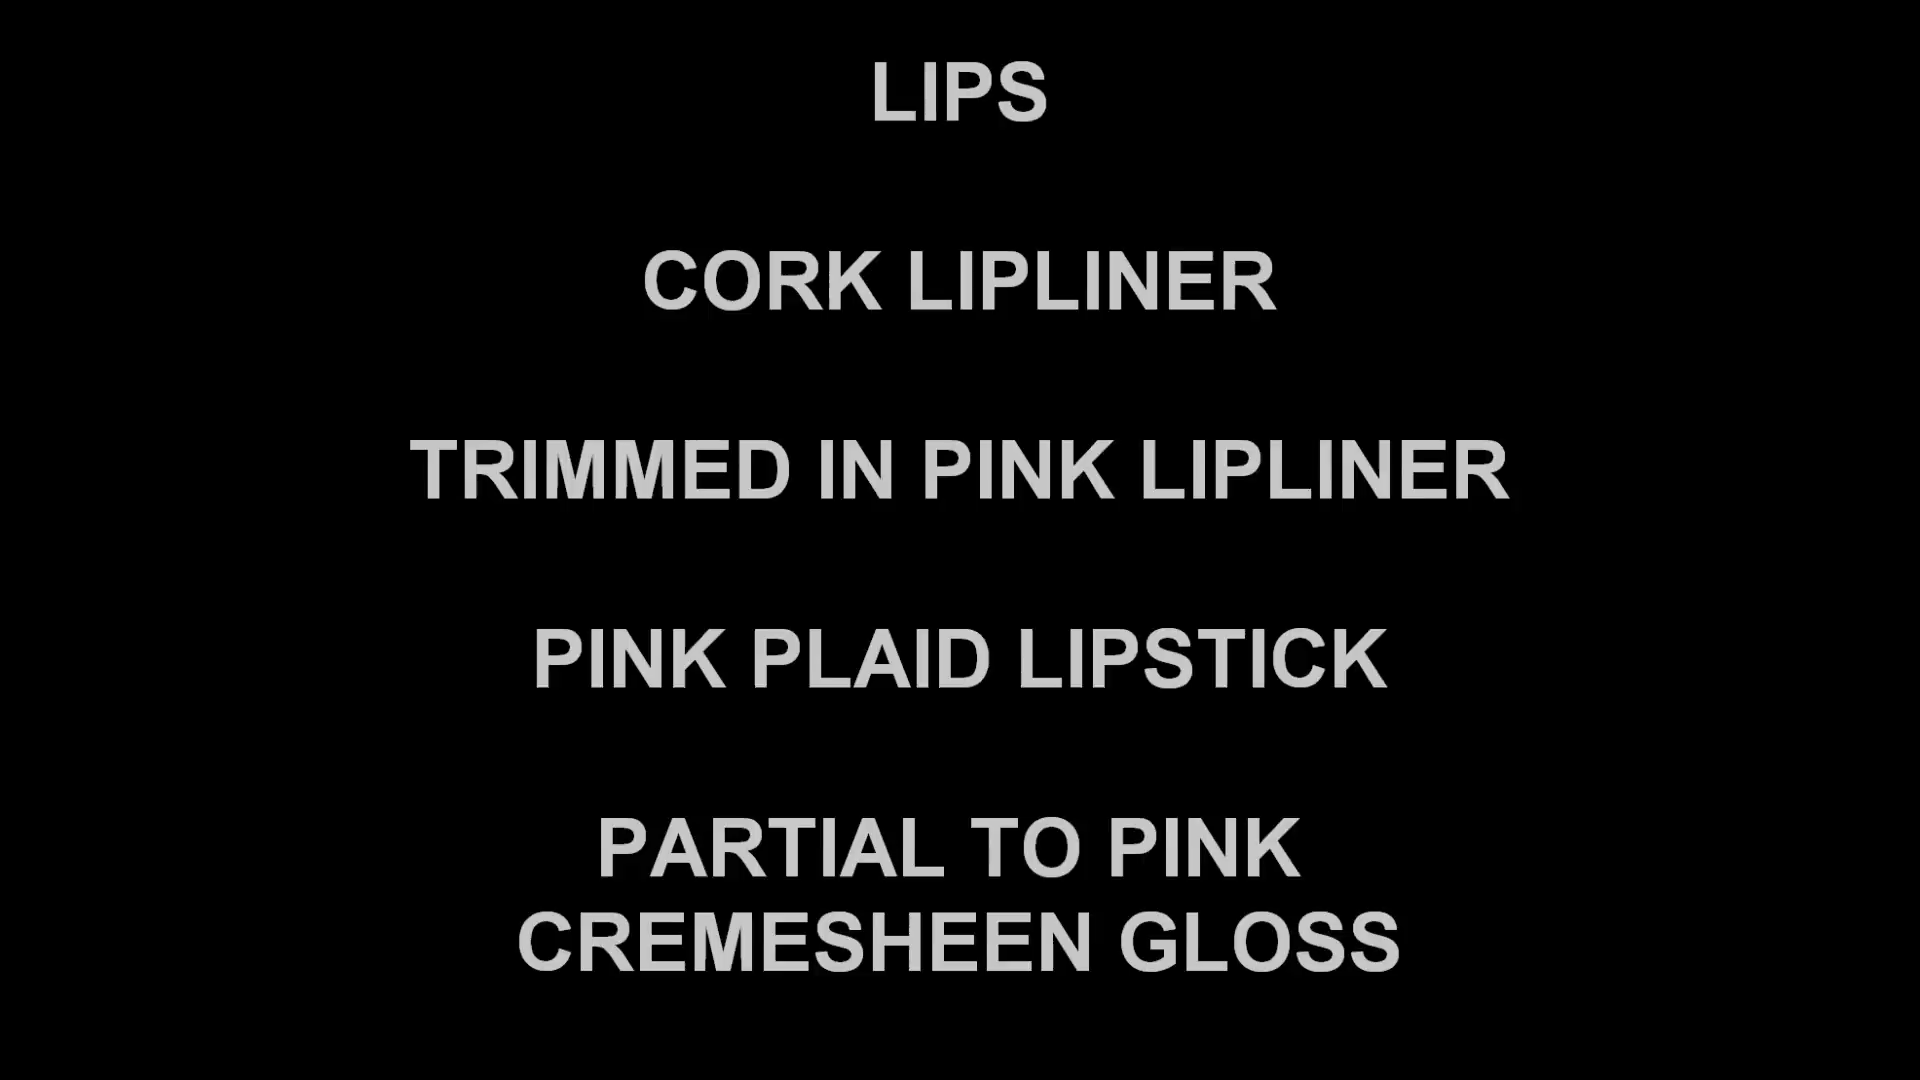 LIPS
CORK LIPLINER
TRIMMED IN PINK LIPLINER
PINK PLAID LIPSTICK
PARTIAL TO PINK
CREMESHEEN GLOSS